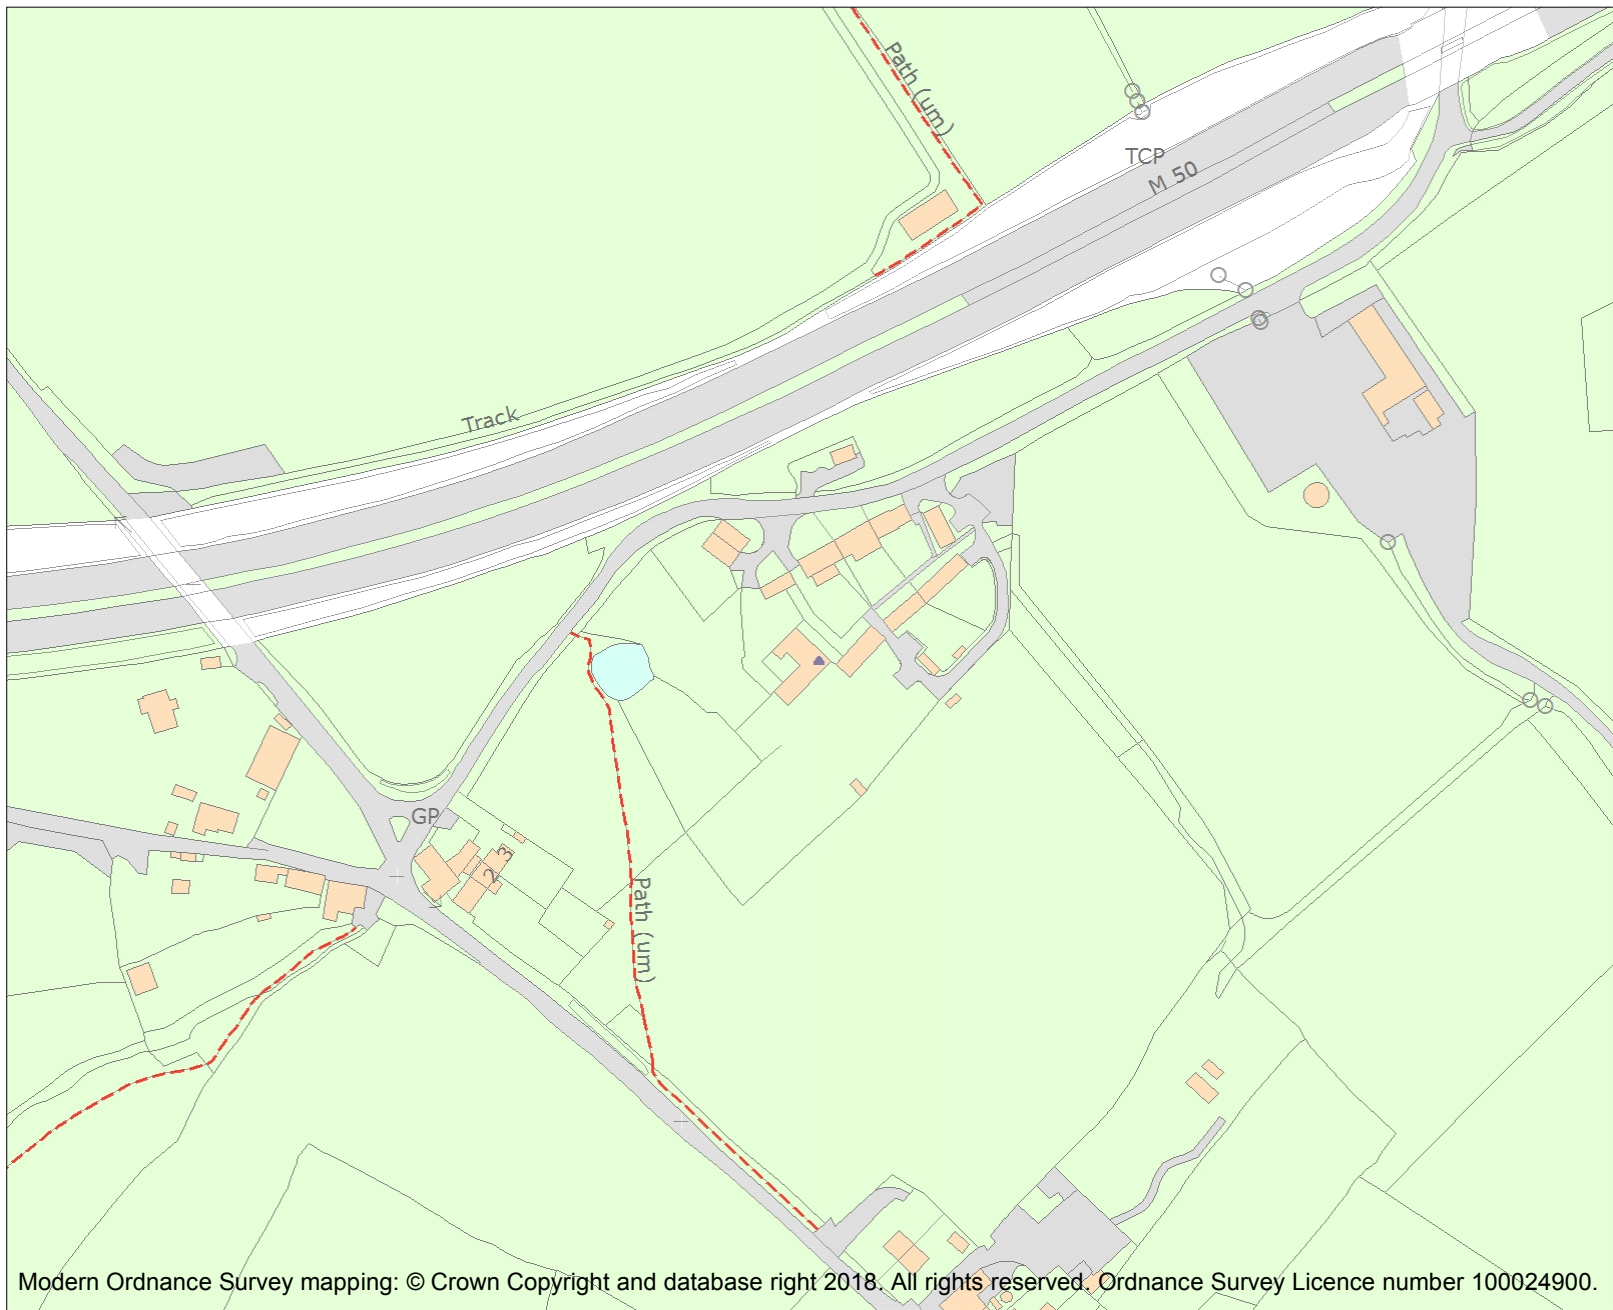 Path (um)
TCP
M 50
Track
GP
3
2
1
Path (um)
Modern Ordnance Survey mapping: © Crown Copyright and database right 2018. All rights reserved. Ordnance Survey Licence number 100024900.